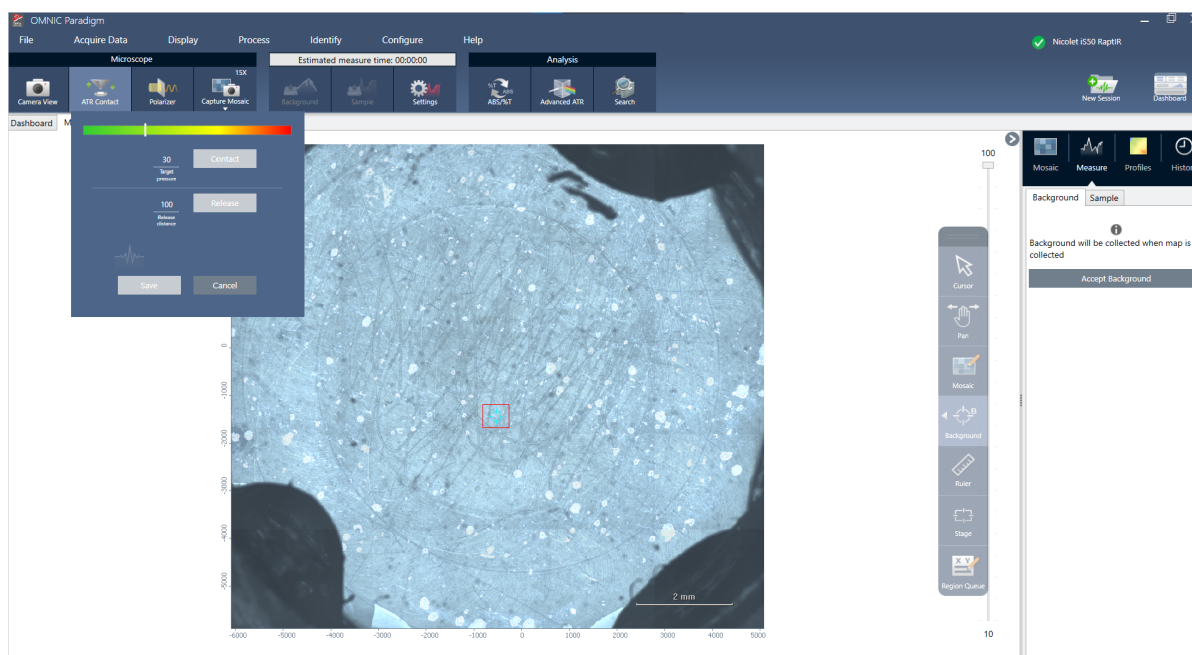 OMNIC Paradigm
File Acquire Data Display Process Identify Configure Help
Nicolet iS50 RaptIR
Microscope
Estimated measure time: 00:00:00
Analysis
15X
Camera View
ATR Contact
Polarizer
Capture Mosaic
Background
Sample
Settings
%T
ABS
ABS/%T
Advanced ATR
Search
New Session
Dashboard
Dashboard
M
30
Target
pressure
Contact
100
Release
distance
Release
Save
Cancel
0
-1000
-2000
-3000
-4000
-5000
-6000 -5000 -4000 -3000 -2000 -1000 0 1000 2000 3000 4000 5000
2 mm
100
10
Cursor
Pan
Mosaic
B
Background
Ruler
Stage
X Y
Region Queue
Mosaic
Measure
Profiles
Histor
Background
Sample
Background will be collected when map is
collected
Accept Background